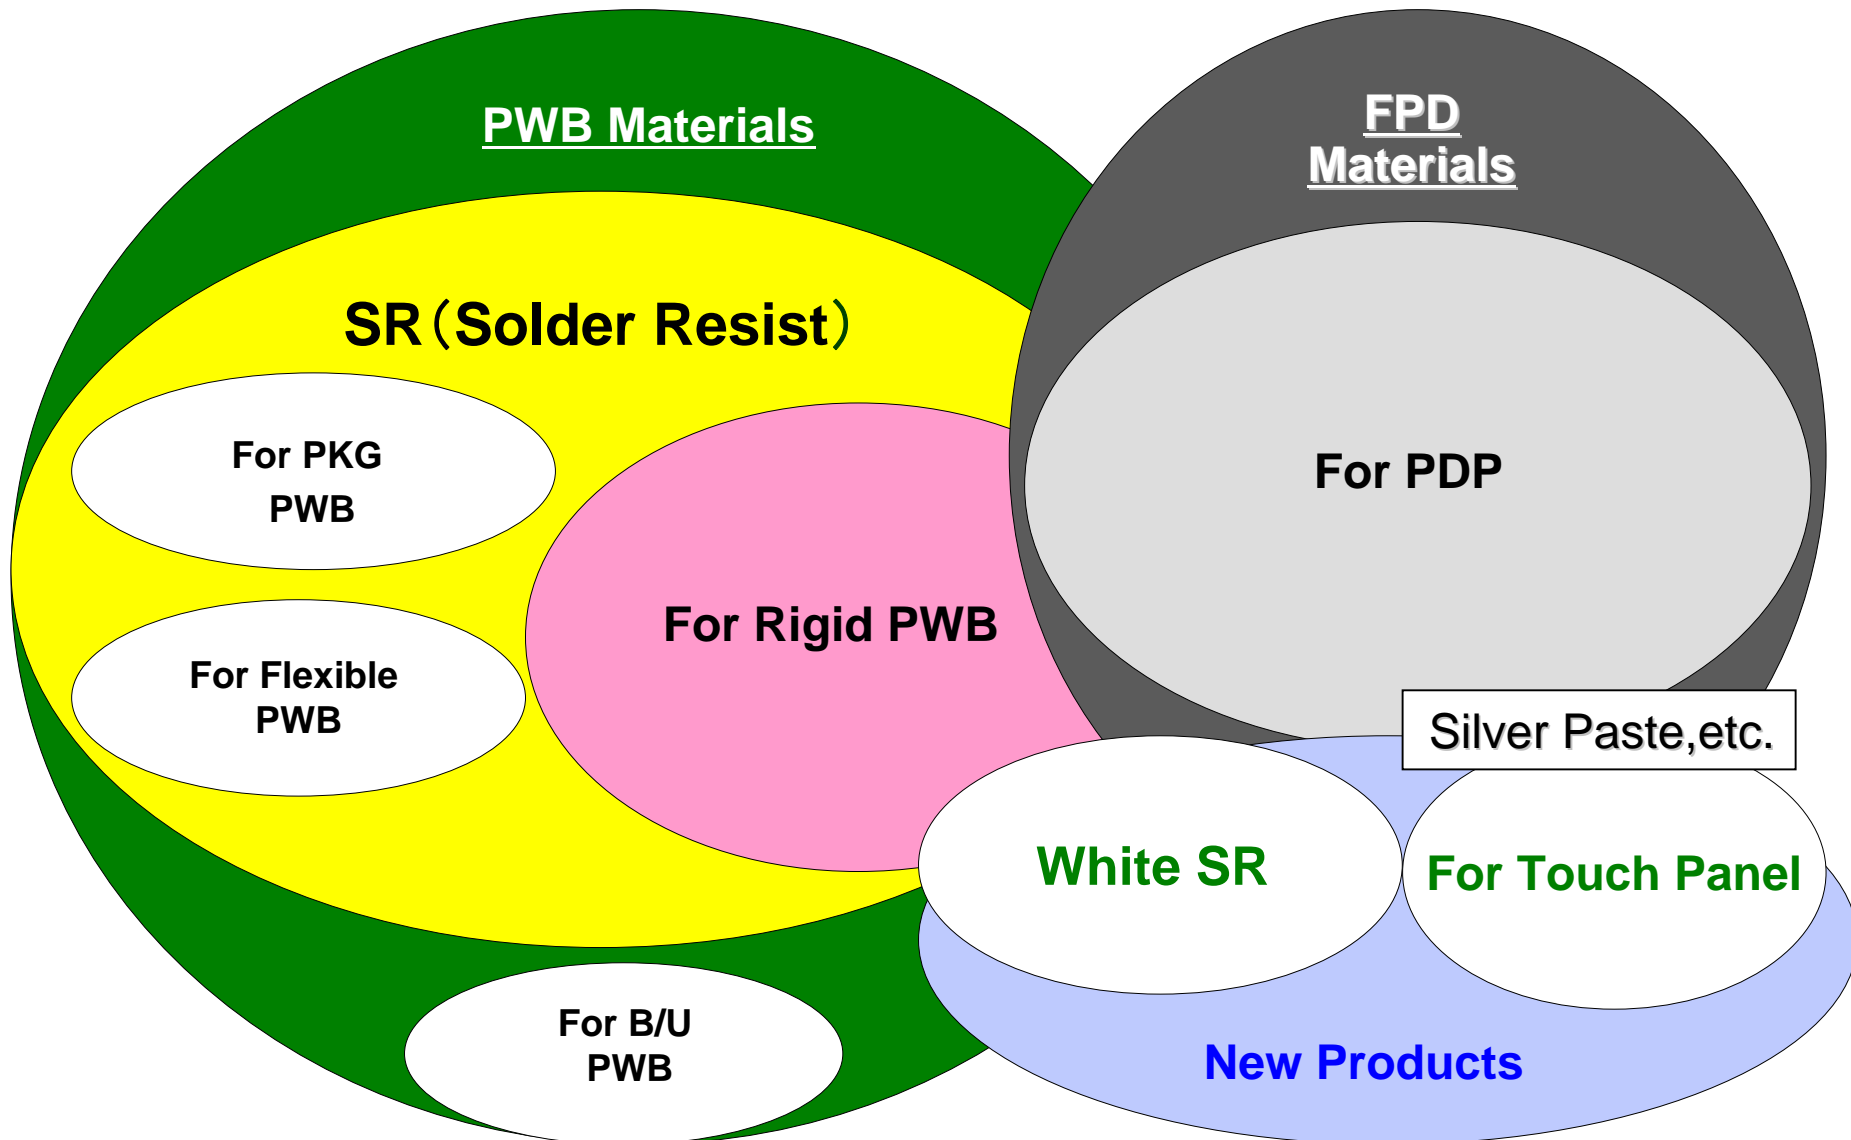 PWB Materials
FPD
Materials
SR（Solder Resist）
For PKG
PWB
For PDP
For Rigid PWB
For Flexible
PWB
Silver Paste,etc.
White SR
For Touch Panel
For B/U
PWB
New Products